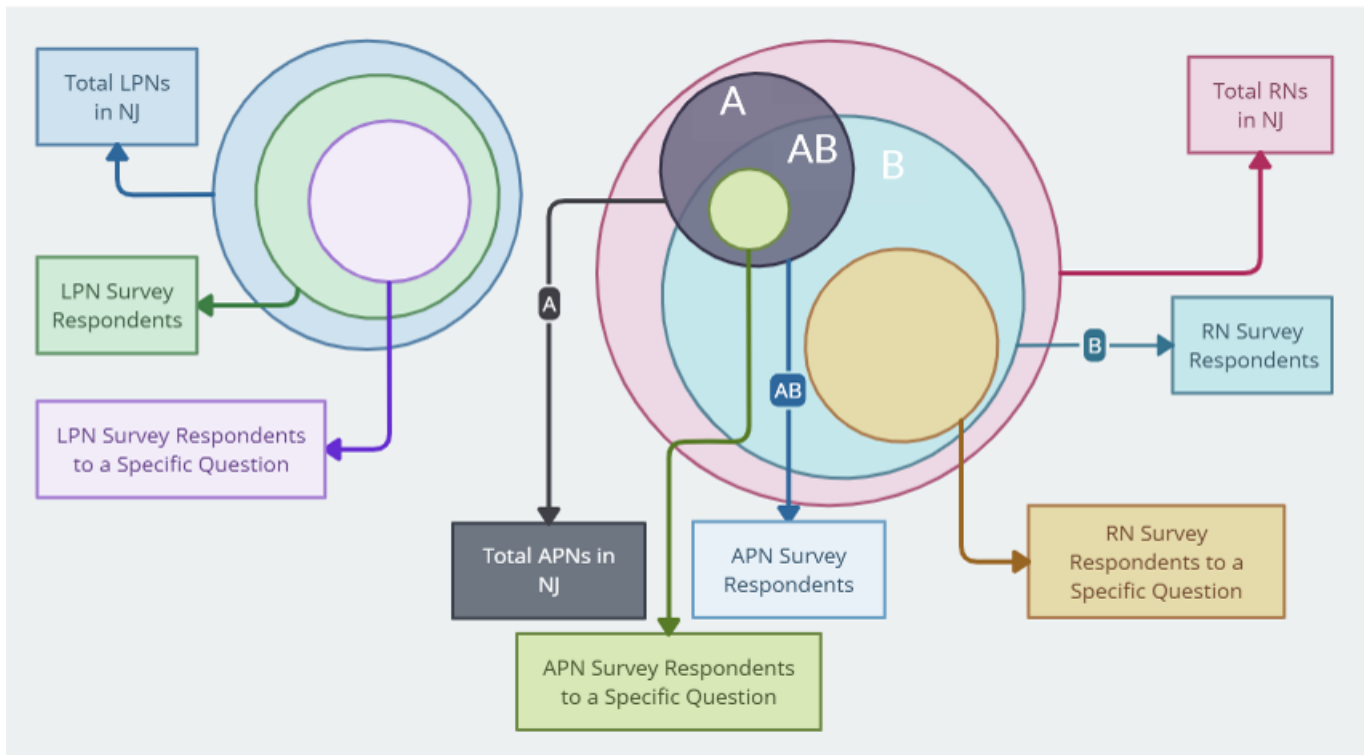 Total LPNs
in NJ
LPN Survey
Respondents
LPN Survey Respondents
to a Specific Question
A
AB
B
A
AB
B
Total RNs
in NJ
RN Survey
Respondents
Total APNs in
NJ
APN Survey
Respondents
RN Survey
Respondents to a
Specific Question
APN Survey Respondents
to a Specific Question